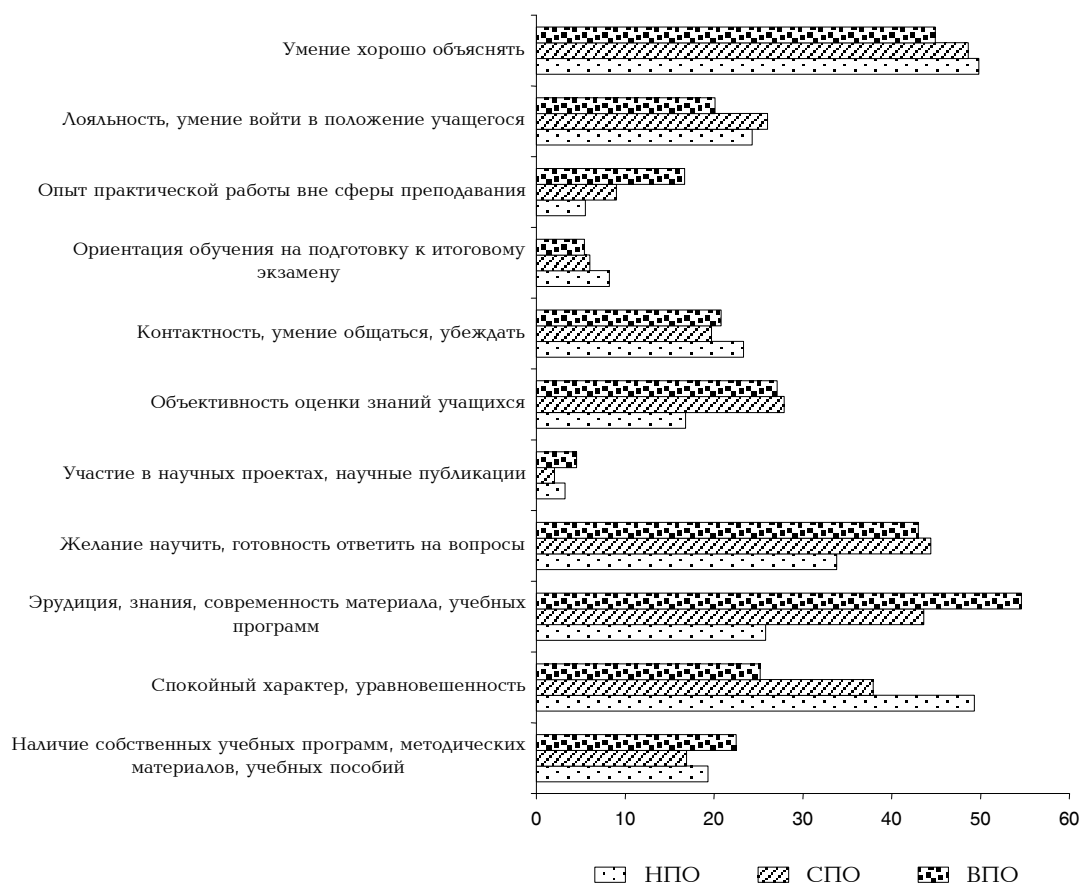 Умение хорошо объяснять
Лояльность, умение войти в положение учащегося
Опыт практической работы вне сферы преподавания
Ориентация обучения на подготовку к итоговому
экзамену
Контактность, умение общаться, убеждать
Объективность оценки знаний учащихся
Участие в научных проектах, научные публикации
Желание научить, готовность ответить на вопросы
Эрудиция, знания, современность материала, учебных
программ
Спокойный характер, уравновешенность
Наличие собственных учебных программ, методических
материалов, учебных пособий
0 10 20 30 40 50 60
НПО СПО ВПО